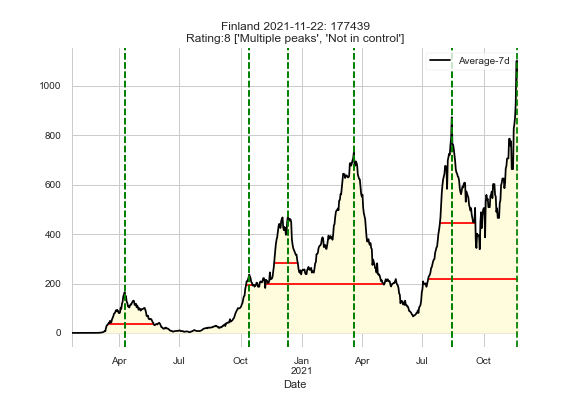 Finland 2021-11-22: 177439
Rating:8 ['Multiple peaks', 'Not in control']
Average-7d
1000
800
600
400
200
0
Apr Jul Oct Jan Apr Jul Oct
2021
Date